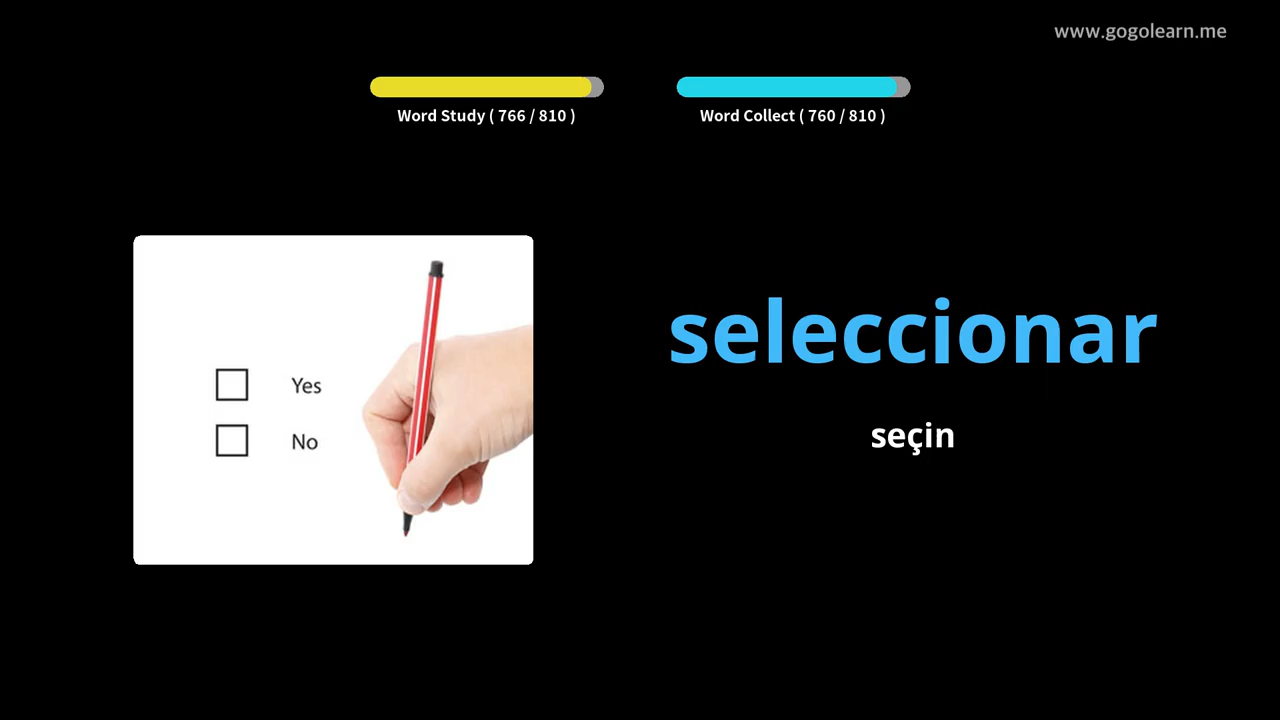 www.gogolearn.me
Word Study ( 766 / 810 )
Word Collect ( 760 / 810 )
seleccionar
seçin
Yes
No